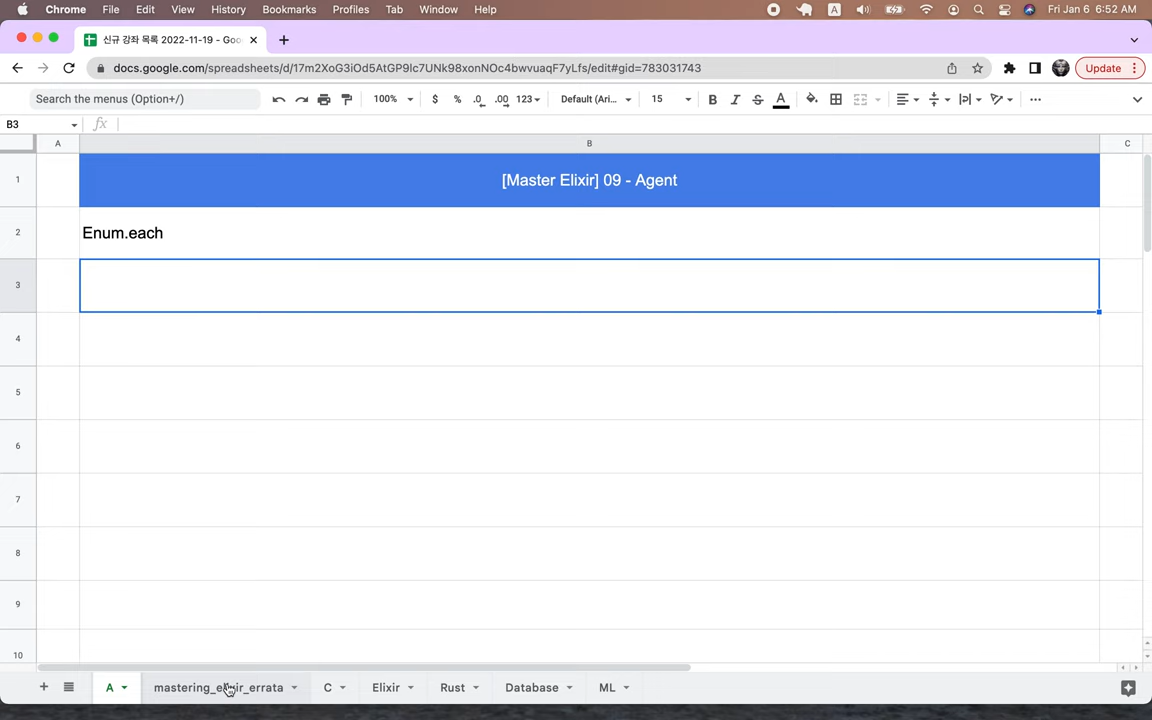 Chrome File Edit View History Bookmarks Profiles Tab Window Help A Fri Jan 6 6:52 AM
신규 강좌 목록 2022-11-19 - Goo
docs.google.com/spreadsheets/d/17m2XoG3iOd5AtGP9Ic7UNk98xonNOc4bwvuaqF7yLfs/edit#gid=783031743 Update
Search the menus (Option+/) 100% $ % .0 .00 123 Default (Ari... 15 B I S A
B3 fx
A B C
1 [Master Elixir] 09 - Agent
2 Enum.each
3
4
5
6
7
8
9
10
A mastering_elixir_errata C Elixir Rust Database ML